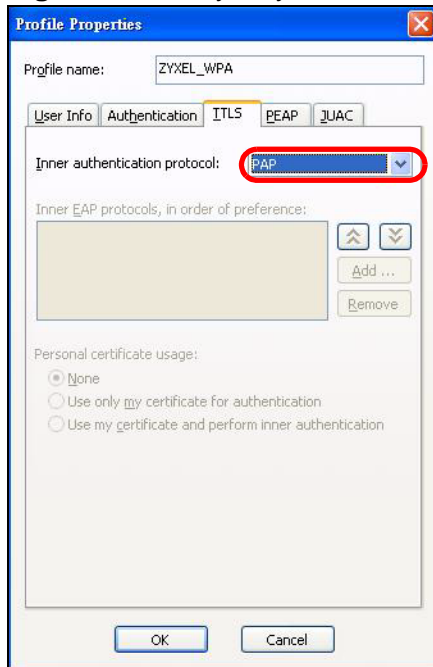 Profile Properties
Profile name: ZYXEL_WPA
User Info Authentication TTLS PEAP JUAC
Inner authentication protocol: PAP
Inner EAP protocols, in order of preference:
Add ...
Remove
Personal certificate usage:
None
Use only my certificate for authentication
Use my certificate and perform inner authentication
OK Cancel